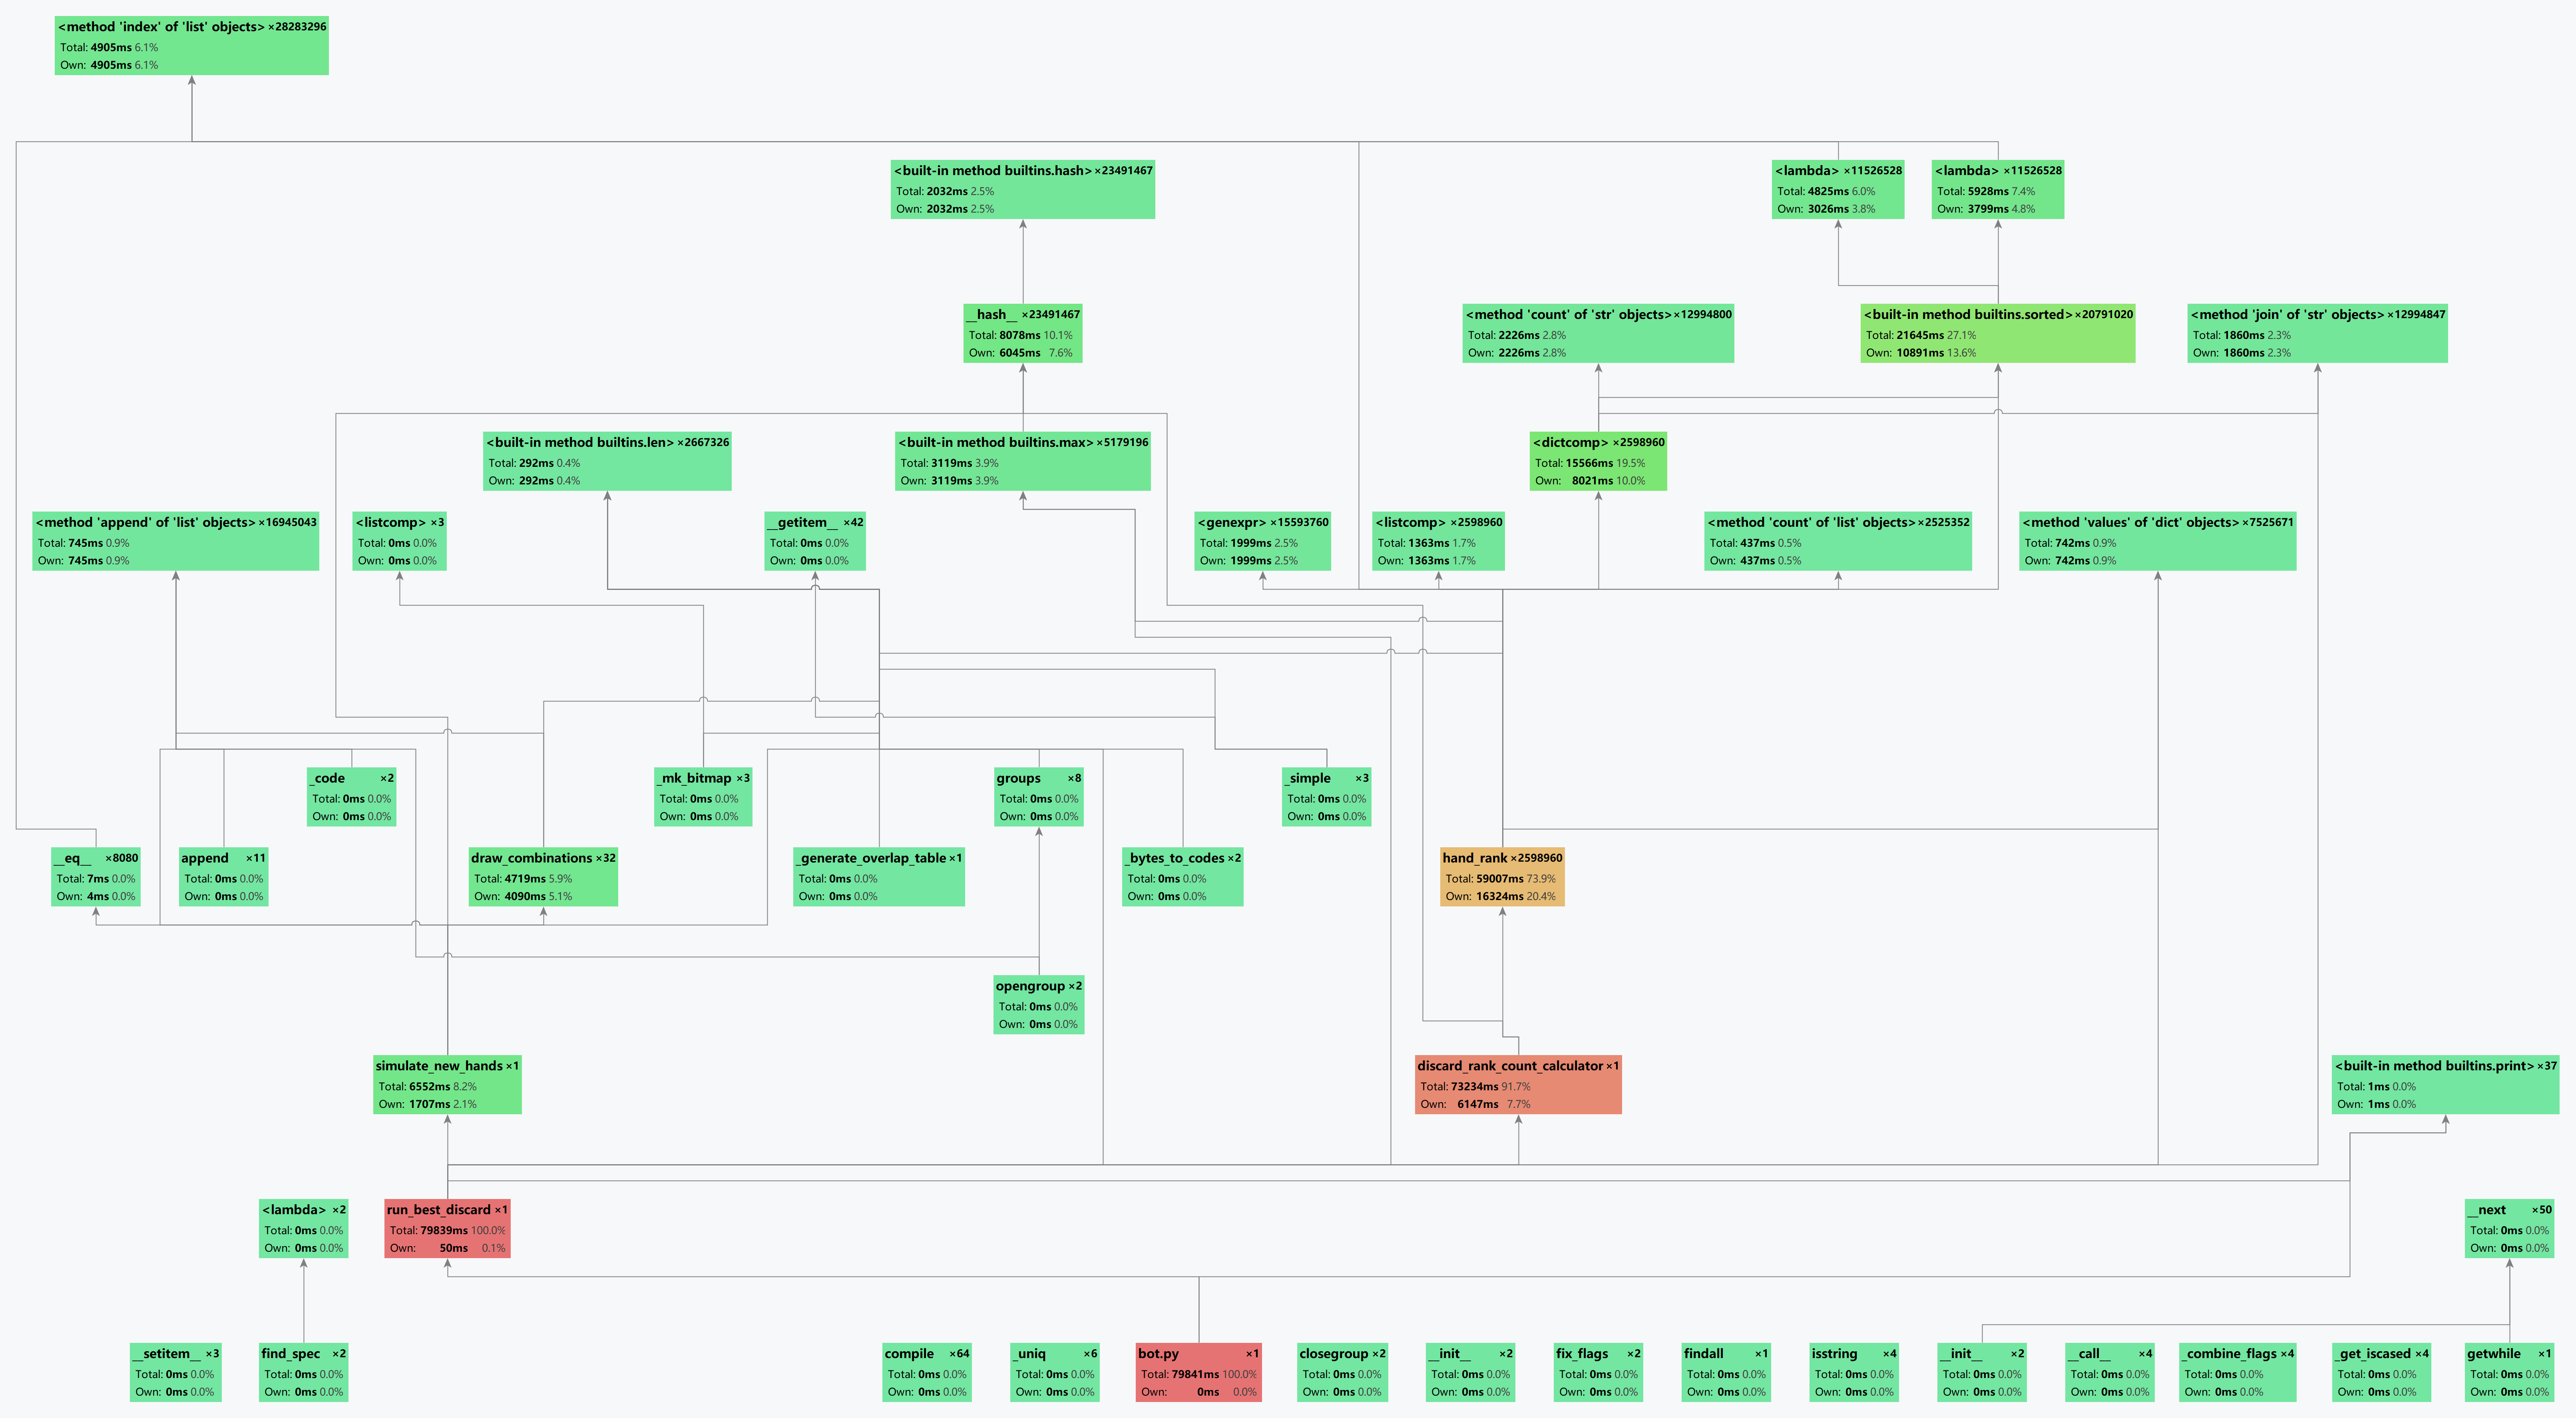 <method 'index' of 'list' objects> ×28283296
Total: 4905ms 6.1%
Own: 4905ms 6.1%
<built-in method builtins.hash> ×23491467
Total: 2032ms 2.5%
Own: 2032ms 2.5%
<lambda> ×11526528
Total: 4825ms 6.0%
Own: 3026ms 3.8%
<lambda> ×11526528
Total: 5928ms 7.4%
Own: 3799ms 4.8%
__hash__ ×23491467
Total: 8078ms 10.1%
Own: 6045ms 7.6%
<method 'count' of 'str' objects> ×12994800
Total: 2226ms 2.8%
Own: 2226ms 2.8%
<built-in method builtins.sorted> ×20791020
Total: 21645ms 27.1%
Own: 10891ms 13.6%
<method 'join' of 'str' objects> ×12994847
Total: 1860ms 2.3%
Own: 1860ms 2.3%
<built-in method builtins.len> ×2667326
Total: 292ms 0.4%
Own: 292ms 0.4%
<built-in method builtins.max> ×5179196
Total: 3119ms 3.9%
Own: 3119ms 3.9%
<dictcomp> ×2598960
Total: 15566ms 19.5%
Own: 8021ms 10.0%
<method 'append' of 'list' objects> ×16945043
Total: 745ms 0.9%
Own: 745ms 0.9%
<listcomp> ×3
Total: 0ms 0.0%
Own: 0ms 0.0%
__getitem__ ×42
Total: 0ms 0.0%
Own: 0ms 0.0%
<genexpr> ×15593760
Total: 1999ms 2.5%
Own: 1999ms 2.5%
<listcomp> ×2598960
Total: 1363ms 1.7%
Own: 1363ms 1.7%
<method 'count' of 'list' objects> ×2525352
Total: 437ms 0.5%
Own: 437ms 0.5%
<method 'values' of 'dict' objects> ×7525671
Total: 742ms 0.9%
Own: 742ms 0.9%
_code ×2
Total: 0ms 0.0%
Own: 0ms 0.0%
_mk_bitmap ×3
Total: 0ms 0.0%
Own: 0ms 0.0%
groups ×8
Total: 0ms 0.0%
Own: 0ms 0.0%
_simple ×3
Total: 0ms 0.0%
Own: 0ms 0.0%
__eq__ ×8080
Total: 7ms 0.0%
Own: 4ms 0.0%
append ×11
Total: 0ms 0.0%
Own: 0ms 0.0%
draw_combinations ×32
Total: 4719ms 5.9%
Own: 4090ms 5.1%
_generate_overlap_table ×1
Total: 0ms 0.0%
Own: 0ms 0.0%
_bytes_to_codes ×2
Total: 0ms 0.0%
Own: 0ms 0.0%
hand_rank ×2598960
Total: 59007ms 73.9%
Own: 16324ms 20.4%
opengroup ×2
Total: 0ms 0.0%
Own: 0ms 0.0%
simulate_new_hands ×1
Total: 6552ms 8.2%
Own: 1707ms 2.1%
discard_rank_count_calculator ×1
Total: 73234ms 91.7%
Own: 6147ms 7.7%
<built-in method builtins.print> ×37
Total: 1ms 0.0%
Own: 1ms 0.0%
<lambda> ×2
Total: 0ms 0.0%
Own: 0ms 0.0%
run_best_discard ×1
Total: 79839ms 100.0%
Own: 50ms 0.1%
__next ×50
Total: 0ms 0.0%
Own: 0ms 0.0%
__setitem__ ×3
Total: 0ms 0.0%
Own: 0ms 0.0%
find_spec ×2
Total: 0ms 0.0%
Own: 0ms 0.0%
compile ×64
Total: 0ms 0.0%
Own: 0ms 0.0%
_uniq ×6
Total: 0ms 0.0%
Own: 0ms 0.0%
bot.py ×1
Total: 79841ms 100.0%
Own: 0ms 0.0%
closegroup ×2
Total: 0ms 0.0%
Own: 0ms 0.0%
__init__ ×2
Total: 0ms 0.0%
Own: 0ms 0.0%
fix_flags ×2
Total: 0ms 0.0%
Own: 0ms 0.0%
findall ×1
Total: 0ms 0.0%
Own: 0ms 0.0%
isstring ×4
Total: 0ms 0.0%
Own: 0ms 0.0%
__init__ ×2
Total: 0ms 0.0%
Own: 0ms 0.0%
__call__ ×4
Total: 0ms 0.0%
Own: 0ms 0.0%
_combine_flags ×4
Total: 0ms 0.0%
Own: 0ms 0.0%
_get_iscased ×4
Total: 0ms 0.0%
Own: 0ms 0.0%
getwhile ×1
Total: 0ms 0.0%
Own: 0ms 0.0%